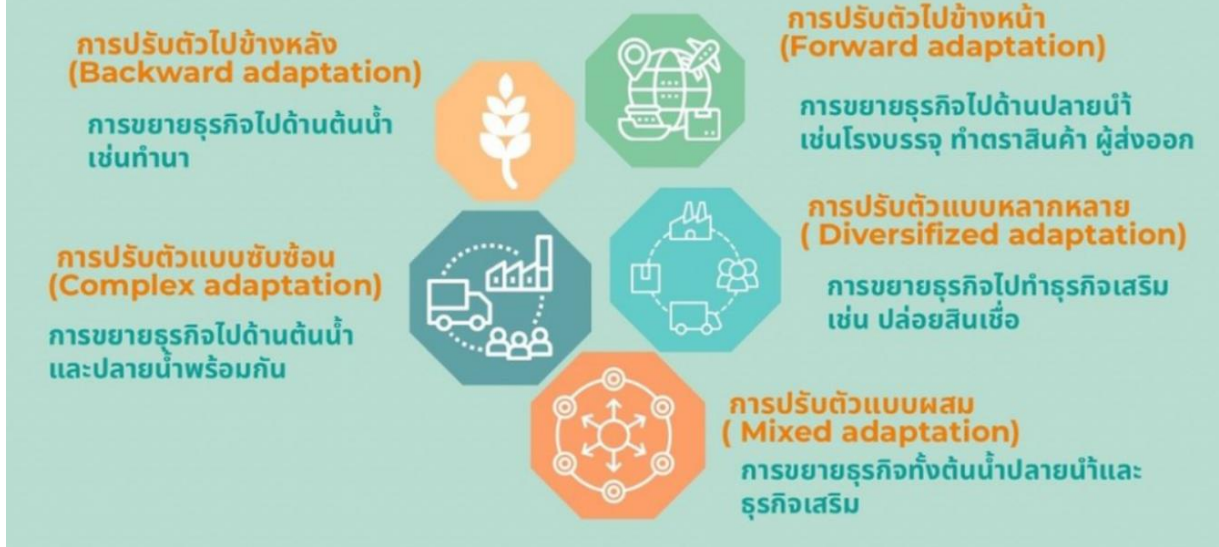 การปรับตัวไปข้างหลัง
(Backward adaptation)
การขยายธุรกิจไปด้านต้นน้ำ
เช่นทำนา
การปรับตัวไปข้างหน้า
(Forward adaptation)
การขยายธุรกิจไปด้านปลายน้ำ
เช่นโรงบรรจุ ทำตราสินค้า ผู้ส่งออก
การปรับตัวแบบซับซ้อน
(Complex adaptation)
การขยายธุรกิจไปด้านต้นน้ำ
และปลายน้ำพร้อมกัน
การปรับตัวแบบหลากหลาย
( Diversifized adaptation)
การขยายธุรกิจไปทำธุรกิจเสริม
เช่น ปล่อยสินเชื่อ
การปรับตัวแบบผสม
( Mixed adaptation)
การขยายธุรกิจทั้งต้นน้ำปลายน้ำและ
ธุรกิจเสริม